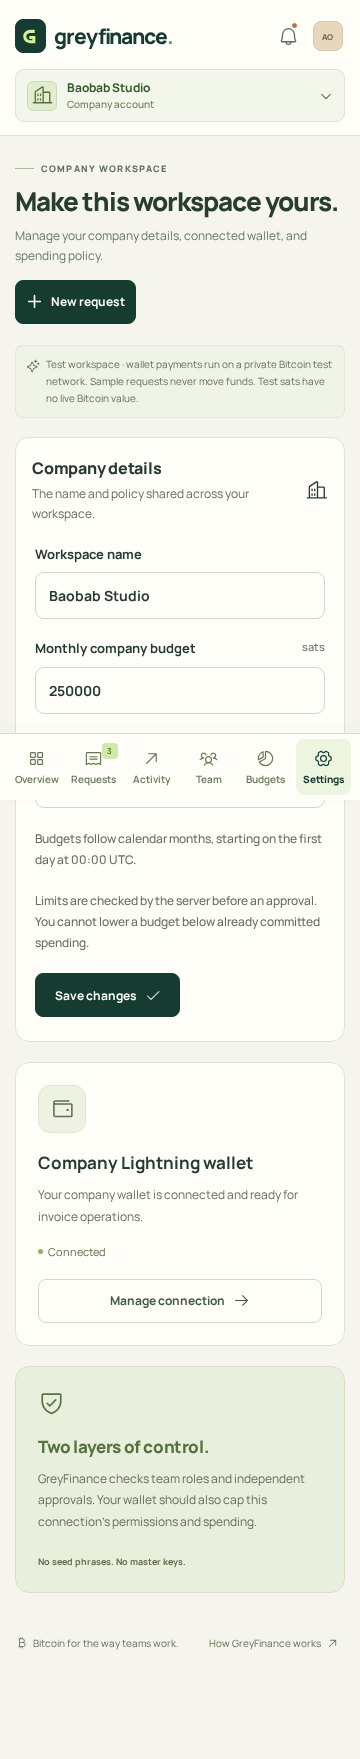 greyfinance.
AO
Baobab Studio
Company account
COMPANY WORKSPACE
Make this workspace yours.
Manage your company details, connected wallet, and
spending policy.
New request
Test workspace · wallet payments run on a private Bitcoin test
network. Sample requests never move funds. Test sats have
no live Bitcoin value.
Company details
The name and policy shared across your
workspace.
Workspace name
Baobab Studio
Monthly company budget sats
250000
3
Overview Requests Activity Team Budgets Settings
Budgets follow calendar months, starting on the first
day at 00:00 UTC.
Limits are checked by the server before an approval.
You cannot lower a budget below already committed
spending.
Save changes
Company Lightning wallet
Your company wallet is connected and ready for
invoice operations.
Connected
Manage connection
Two layers of control.
GreyFinance checks team roles and independent
approvals. Your wallet should also cap this
connection's permissions and spending.
No seed phrases. No master keys.
Bitcoin for the way teams work. How GreyFinance works